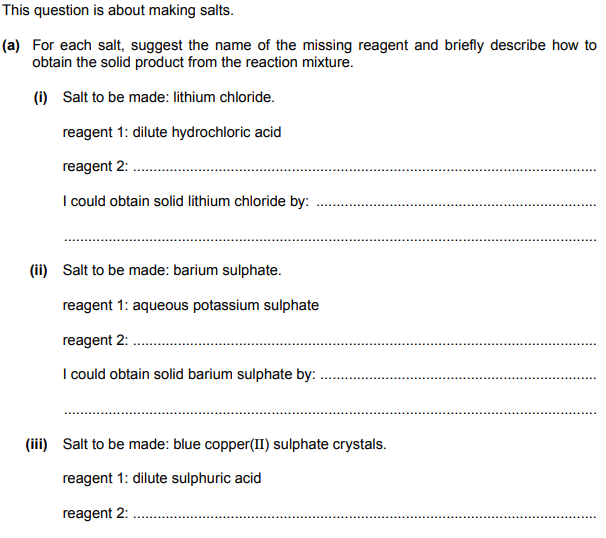 This question is about making salts.
(a) For each salt, suggest the name of the missing reagent and briefly describe how to
obtain the solid product from the reaction mixture.
(i) Salt to be made: lithium chloride.
reagent 1: dilute hydrochloric acid
reagent 2: ....................................................................................................
I could obtain solid lithium chloride by: ............................................................
....................................................................................................
(ii) Salt to be made: barium sulphate.
reagent 1: aqueous potassium sulphate
reagent 2: ....................................................................................................
I could obtain solid barium sulphate by: ............................................................
....................................................................................................
(iii) Salt to be made: blue copper(II) sulphate crystals.
reagent 1: dilute sulphuric acid
reagent 2: ....................................................................................................